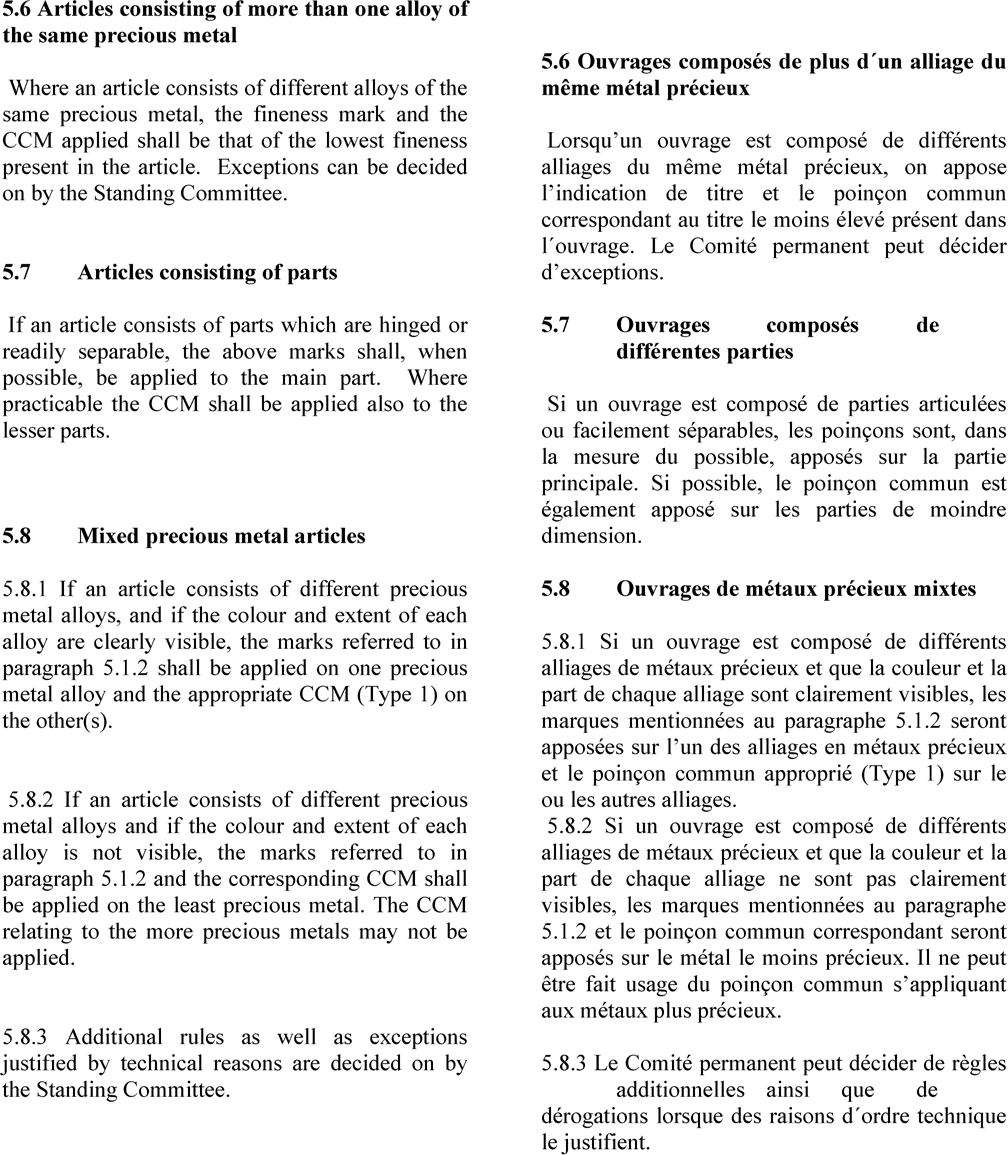 5.6 Articles consisting of more than one alloy of
the same precious metal
Where an article consists of different alloys of the
same precious metal, the fineness mark and the
CCM applied shall be that of the lowest fineness
present in the article. Exceptions can be decided
on by the Standing Committee.
5.7 Articles consisting of parts
If an article consists of parts which are hinged or
readily separable, the above marks shall, when
possible, be applied to the main part. Where
practicable the CCM shall be applied also to the
lesser parts.
5.8 Mixed precious metal articles
5.8.1 If an article consists of different precious
metal alloys, and if the colour and extent of each
alloy are clearly visible, the marks referred to in
paragraph 5.1.2 shall be applied on one precious
metal alloy and the appropriate CCM (Type 1) on
the other(s).
5.8.2 If an article consists of different precious
metal alloys and if the colour and extent of each
alloy is not visible, the marks referred to in
paragraph 5.1.2 and the corresponding CCM shall
be applied on the least precious metal. The CCM
relating to the more precious metals may not be
applied.
5.8.3 Additional rules as well as exceptions
justified by technical reasons are decided on by
the Standing Committee.
5.6 Ouvrages composés de plus d´un alliage du
même métal précieux
Lorsqu’un ouvrage est composé de différents
alliages du même métal précieux, on appose
l’indication de titre et le poinçon commun
correspondant au titre le moins élevé présent dans
l´ouvrage. Le Comité permanent peut décider
d’exceptions.
5.7 Ouvrages composés de
différentes parties
Si un ouvrage est composé de parties articulées
ou facilement séparables, les poinçons sont, dans
la mesure du possible, apposés sur la partie
principale. Si possible, le poinçon commun est
également apposé sur les parties de moindre
dimension.
5.8 Ouvrages de métaux précieux mixtes
5.8.1 Si un ouvrage est composé de différents
alliages de métaux précieux et que la couleur et la
part de chaque alliage sont clairement visibles, les
marques mentionnées au paragraphe 5.1.2 seront
apposées sur l’un des alliages en métaux précieux
et le poinçon commun approprié (Type 1) sur le
ou les autres alliages.
5.8.2 Si un ouvrage est composé de différents
alliages de métaux précieux et que la couleur et la
part de chaque alliage ne sont pas clairement
visibles, les marques mentionnées au paragraphe
5.1.2 et le poinçon commun correspondant seront
apposés sur le métal le moins précieux. Il ne peut
être fait usage du poinçon commun s’appliquant
aux métaux plus précieux.
5.8.3 Le Comité permanent peut décider de règles
additionnelles ainsi que de
dérogations lorsque des raisons d´ordre technique
le justifient.